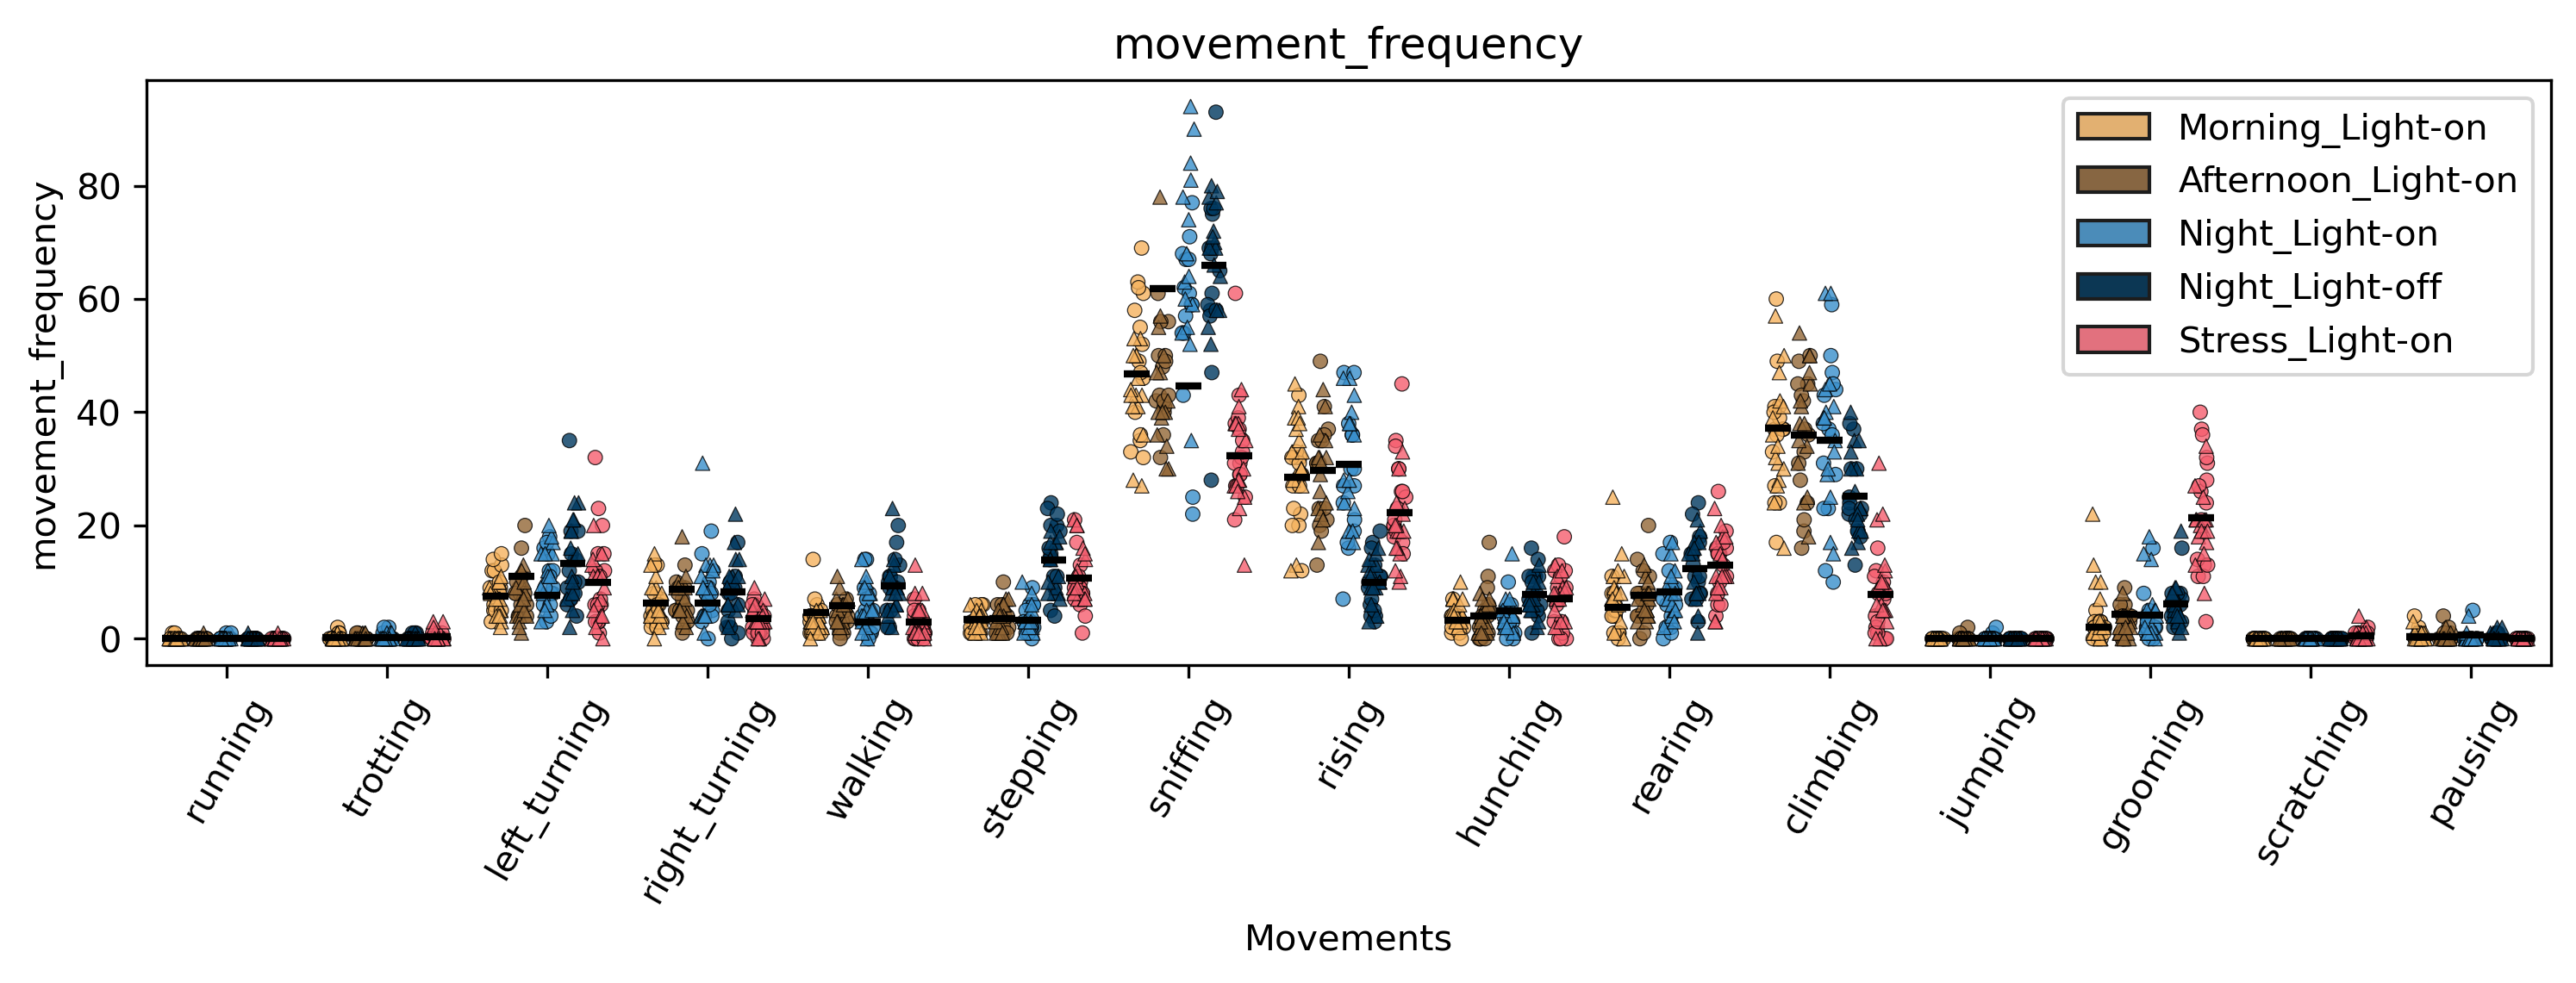 movement_frequency
movement_frequency
80
60
40
20
0
Morning_Light-on
Afternoon_Light-on
Night_Light-on
Night_Light-off
Stress_Light-on
running
trotting
left_turning
right_turning
walking
stepping
sniffing
rising
hunching
rearing
climbing
jumping
grooming
scratching
pausing
Movements